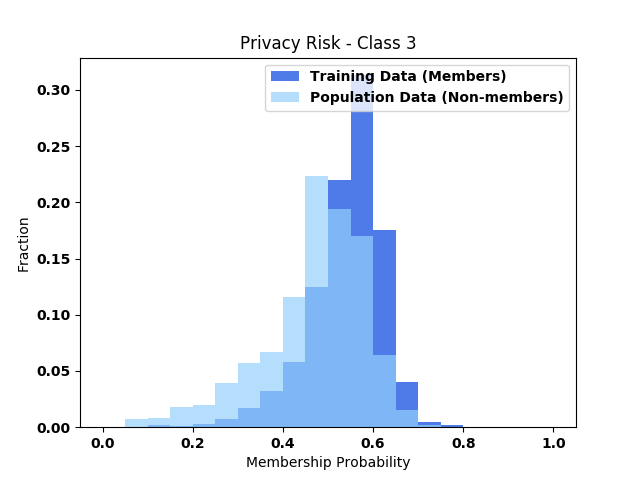 Privacy Risk - Class 3
Training Data (Members)
Population Data (Non-members)
Fraction
0.30
0.25
0.20
0.15
0.10
0.05
0.00
0.0 0.2 0.4 0.6 0.8 1.0
Membership Probability